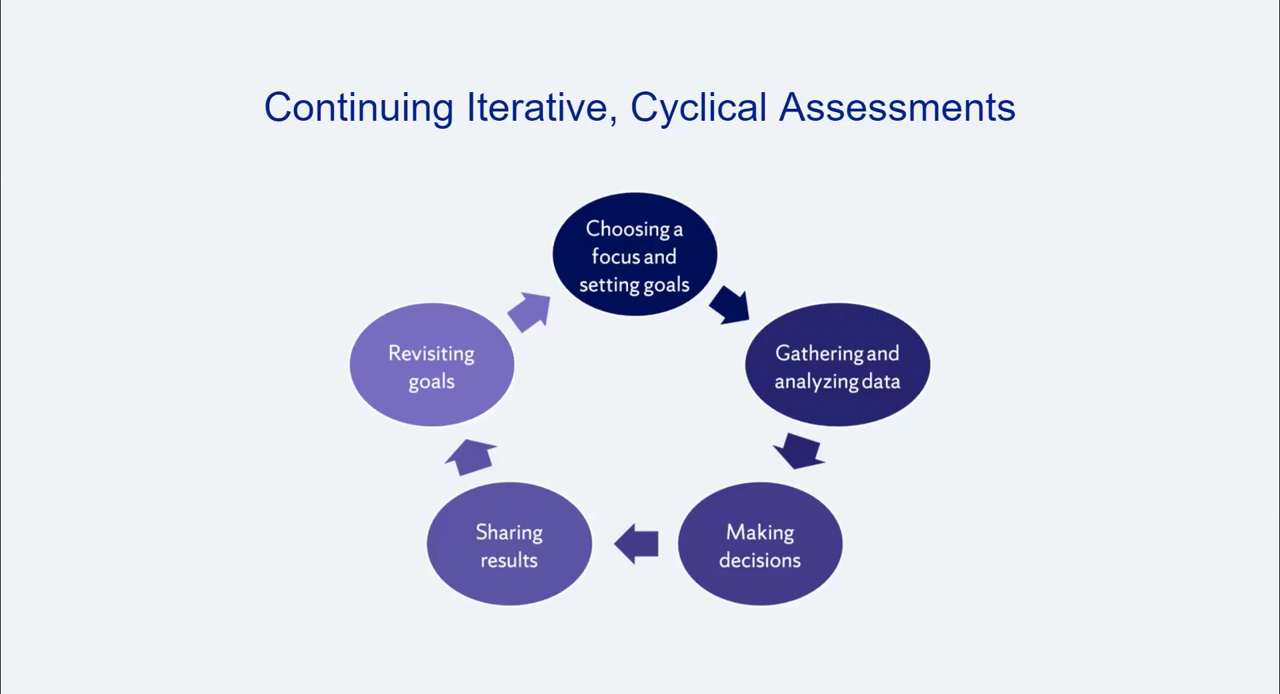 Continuing Iterative, Cyclical Assessments
Choosing a
focus and
setting goals
Gathering and
analyzing data
Making
decisions
Sharing
results
Revisiting
goals